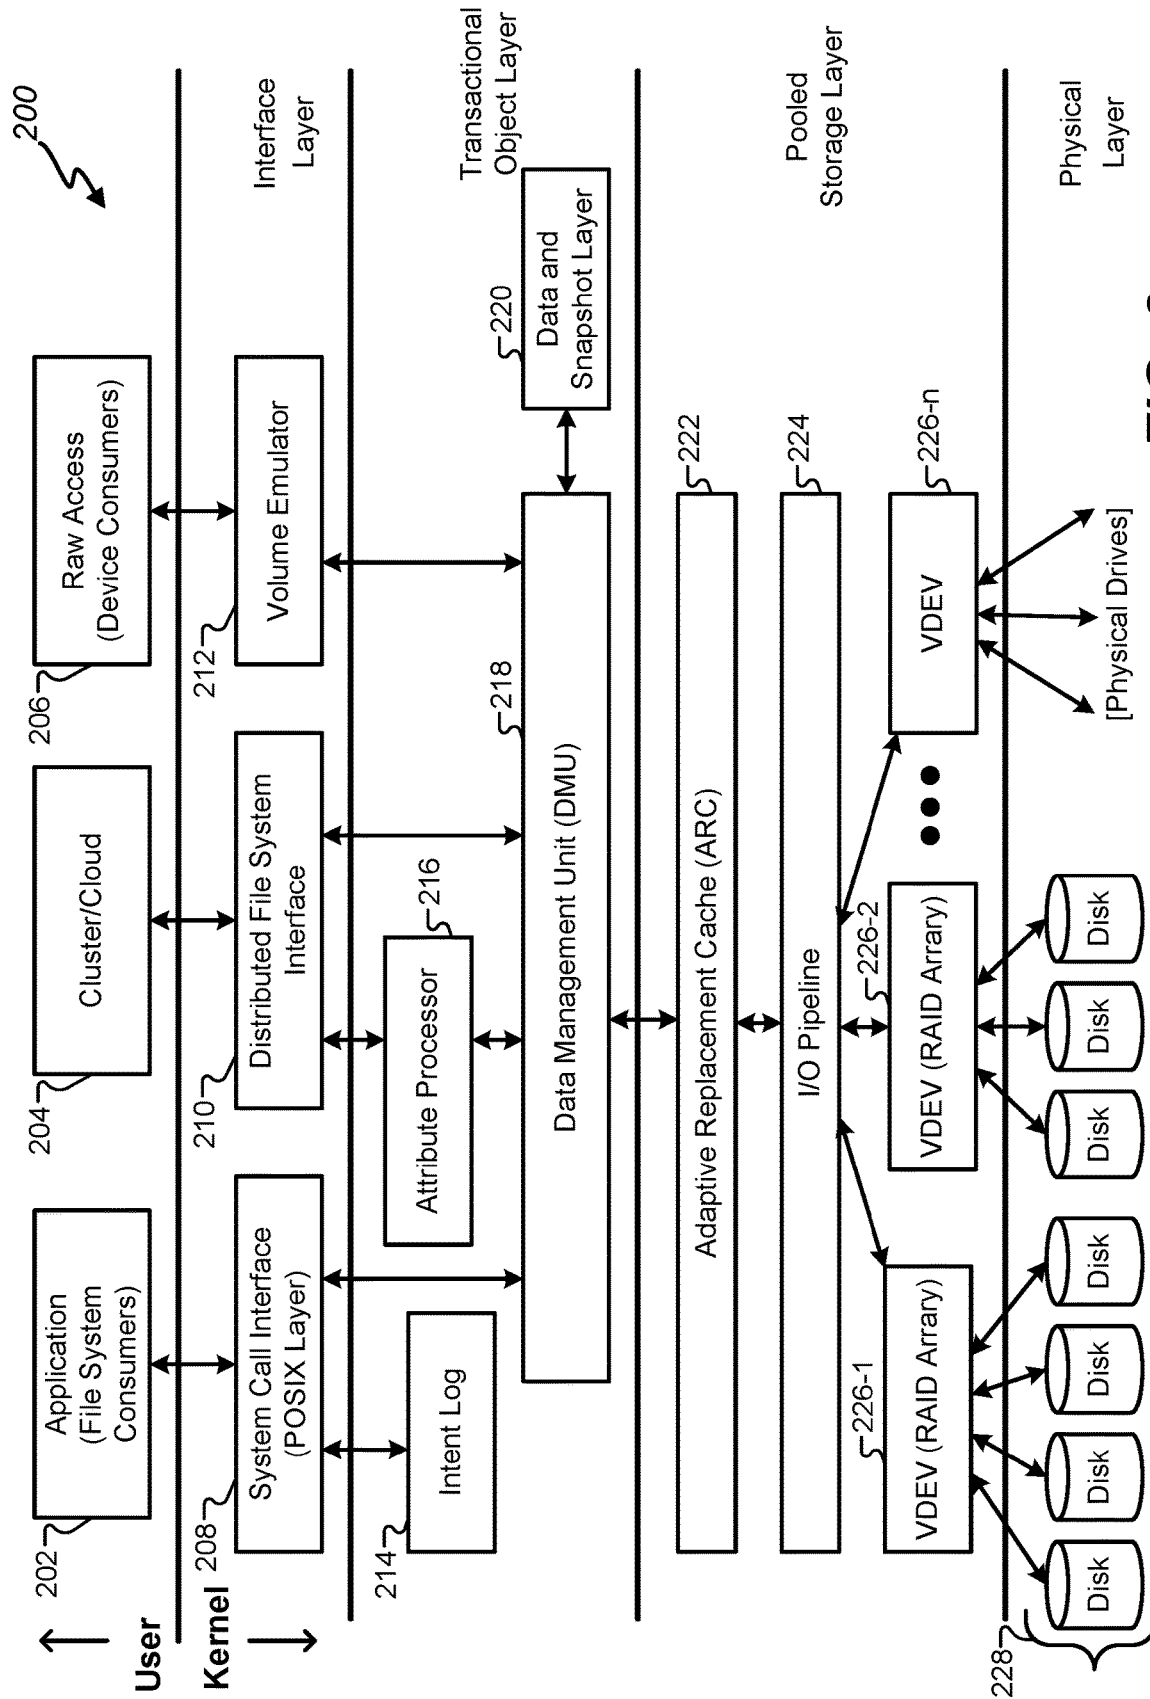 200
User
Kernel
202
Application
(File System
Consumers)
204
Cluster/Cloud
206
Raw Access
(Device Consumers)
208
System Call Interface
(POSIX Layer)
210
Distributed File System
Interface
212
Volume Emulator
Interface
Layer
214
Intent Log
216
Attribute Processor
218
Data Management Unit (DMU)
220
Data and
Snapshot Layer
Transactional
Object Layer
222
Adaptive Replacement Cache (ARC)
224
I/O Pipeline
226-1
VDEV (RAID Arrary)
226-2
VDEV (RAID Arrary)
226-n
VDEV
Pooled
Storage Layer
228
Disk
Disk
Disk
Disk
Disk
Disk
Disk
[Physical Drives]
Physical
Layer